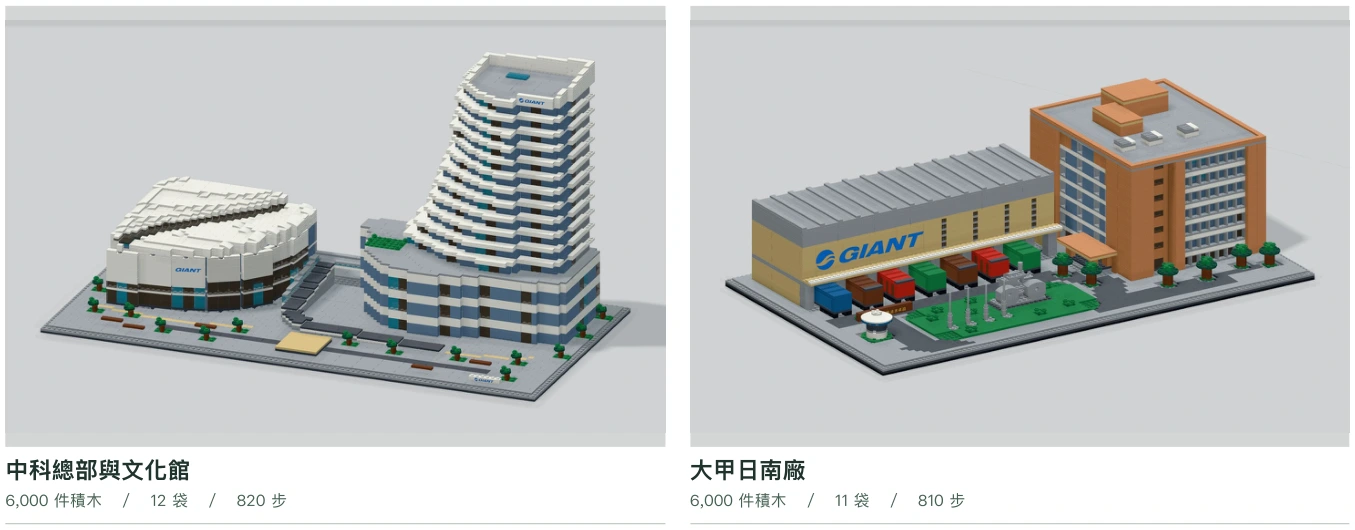 GIANT
GIANT
GIANT
中科總部與文化館
6,000 件積木 / 12 袋 / 820 步
GIANT
大甲日南廠
6,000 件積木 / 11 袋 / 810 步